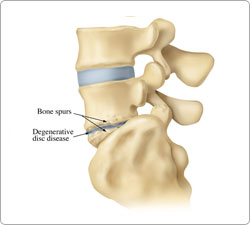 Bone spurs
Degenerative
disc disease